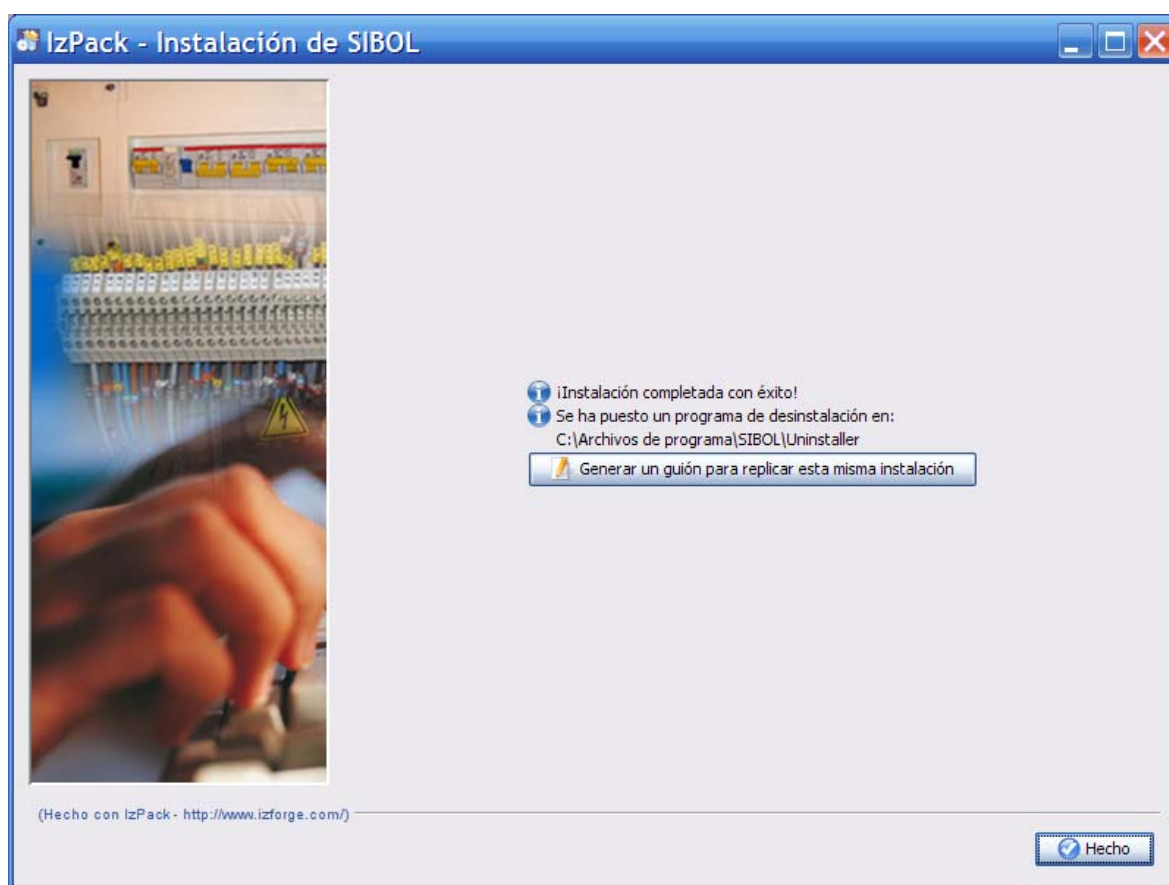 IzPack - Instalación de SIBOL
¡Instalación completada con éxito!
Se ha puesto un programa de desinstalación en:
C:\Archivos de programa\SIBOL\Uninstaller
Generar un guión para replicar esta misma instalación
(Hecho con IzPack - http://www.izforge.com/)
Hecho